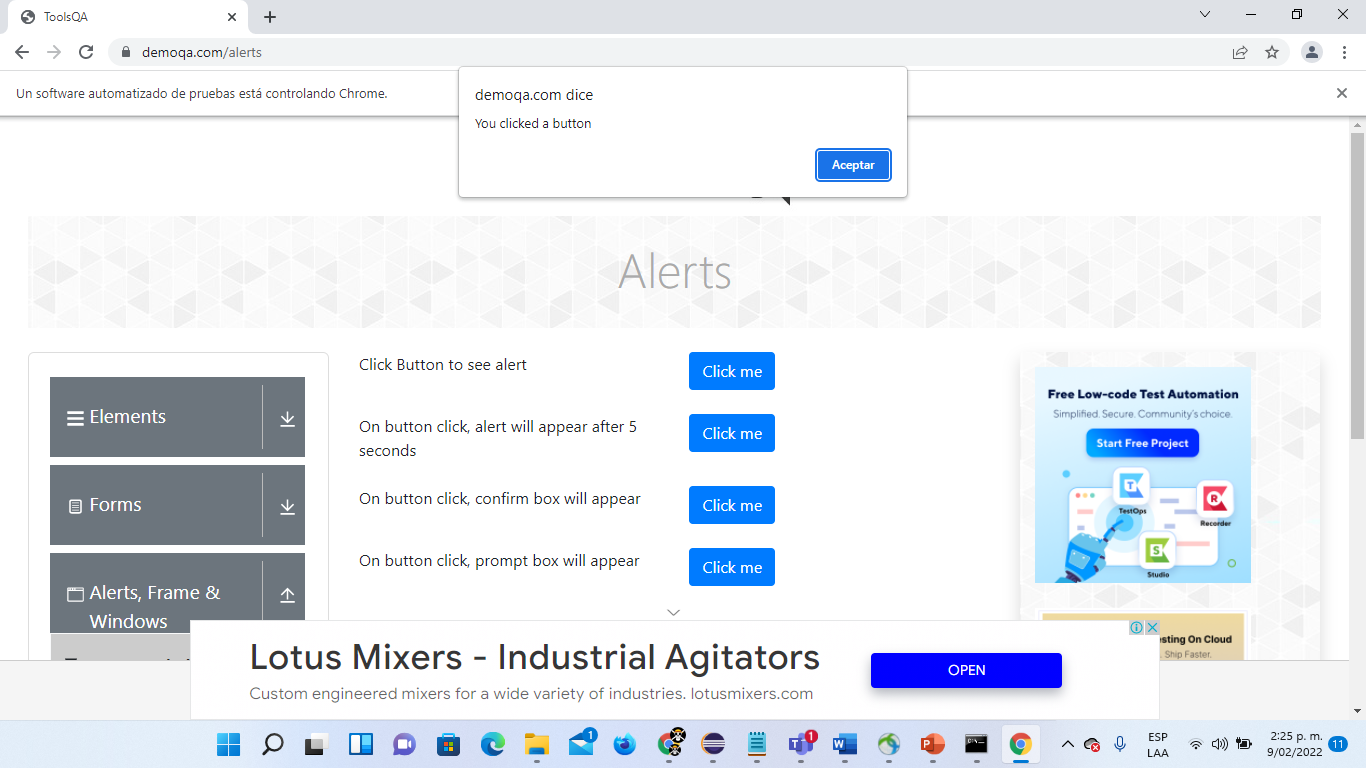 ToolsQA
demoqa.com/alerts
Un software automatizado de pruebas está controlando Chrome.
demoqa.com dice
You clicked a button
Aceptar
Alerts
Elements
Forms
Alerts, Frame &
Windows
Click Button to see alert
Click me
On button click, alert will appear after 5
seconds
Click me
On button click, confirm box will appear
Click me
On button click, prompt box will appear
Click me
Free Low-code Test Automation
Simplified. Secure. Community's choice.
Start Free Project
TestOps
Recorder
Studio
sting On Cloud
. Ship Faster.
Lotus Mixers - Industrial Agitators
Custom engineered mixers for a wide variety of industries. lotusmixers.com
OPEN
1
1
ESP
LAA
2:25 p. m.
9/02/2022
11